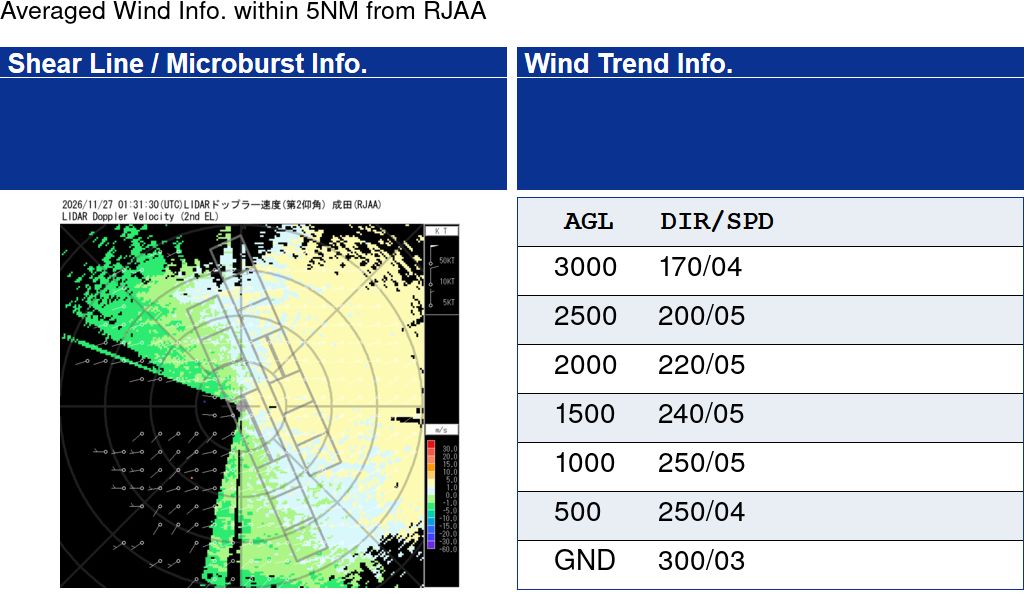 Averaged Wind Info. within 5NM from RJAA
Shear Line / Microburst Info.
Wind Trend Info.
2026/11/27 01:31:30(UTC)LIDARドップラー速度(第2仰角) 成田(RJAA)
LIDAR Doppler Velocity (2nd EL)
K T
50KT
10KT
5KT
m/s
30.0
20.0
15.0
10.0
5.0
1.0
0.0
-1.0
-5.0
-10.0
-15.0
-20.0
-30.0
-60.0
AGL DIR/SPD
3000 170/04
2500 200/05
2000 220/05
1500 240/05
1000 250/05
500 250/04
GND 300/03